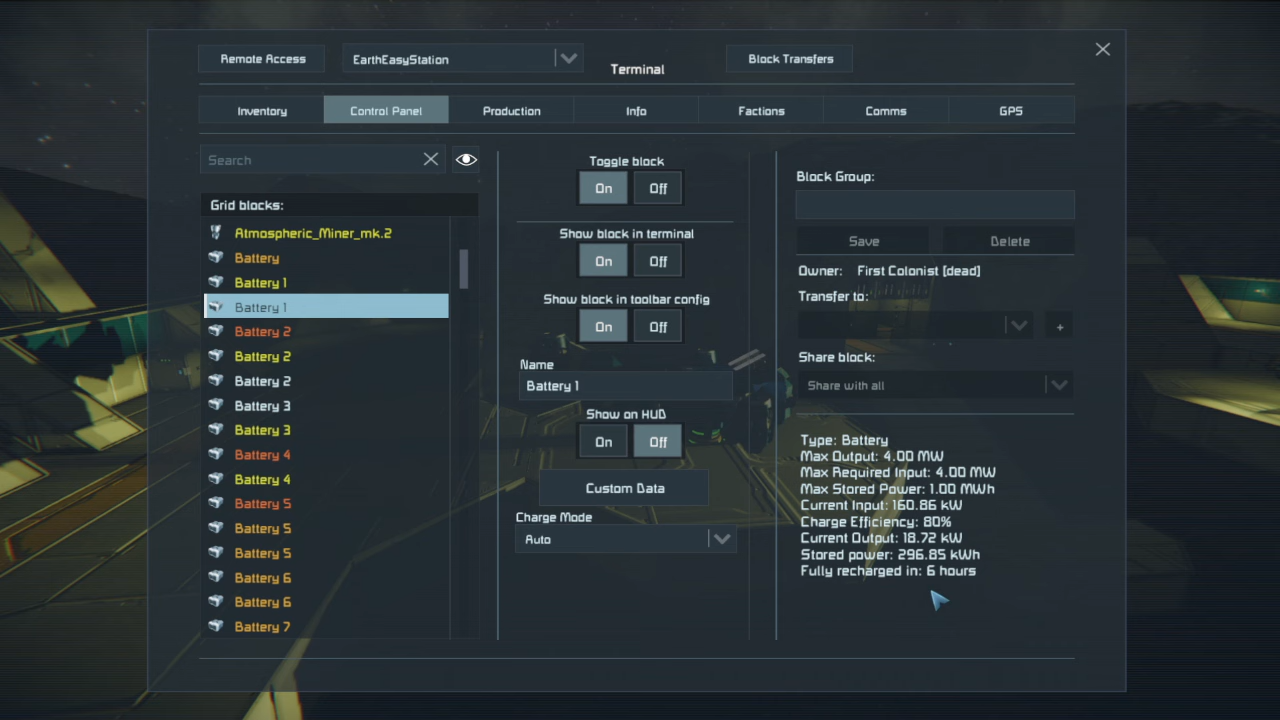 Remote Access
EarthEasyStation
Terminal
Block Transfers
Inventory
Control Panel
Production
Info
Factions
Comms
GPS
Search
Grid blocks:
Atmospheric_Miner_mk.2
Battery
Battery 1
Battery 1
Battery 2
Battery 2
Battery 2
Battery 3
Battery 3
Battery 4
Battery 4
Battery 5
Battery 5
Battery 5
Battery 6
Battery 6
Battery 7
Toggle block
On Off
Show block in terminal
On Off
Show block in toolbar config
On Off
Name
Battery 1
Show on HUD
On Off
Custom Data
Charge Mode
Auto
Block Group:
Save Delete
Owner: First Colonist [dead]
Transfer to:
+
Share block:
Share with all
Type: Battery
Max Output: 4.00 MW
Max Required Input: 4.00 MW
Max Stored Power: 1.00 MWh
Current Input: 160.86 kW
Charge Efficiency: 80%
Current Output: 18.72 kW
Stored power: 296.85 kWh
Fully recharged in: 6 hours